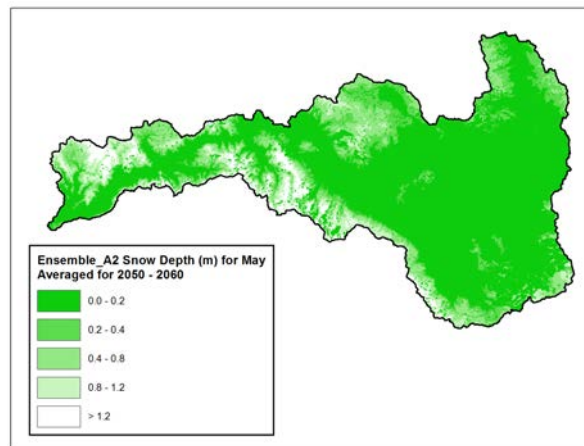 Ensemble_A2 Snow Depth (m) for May
Averaged for 2050 - 2060
0.0 - 0.2
0.2 - 0.4
0.4 - 0.8
0.8 - 1.2
> 1.2